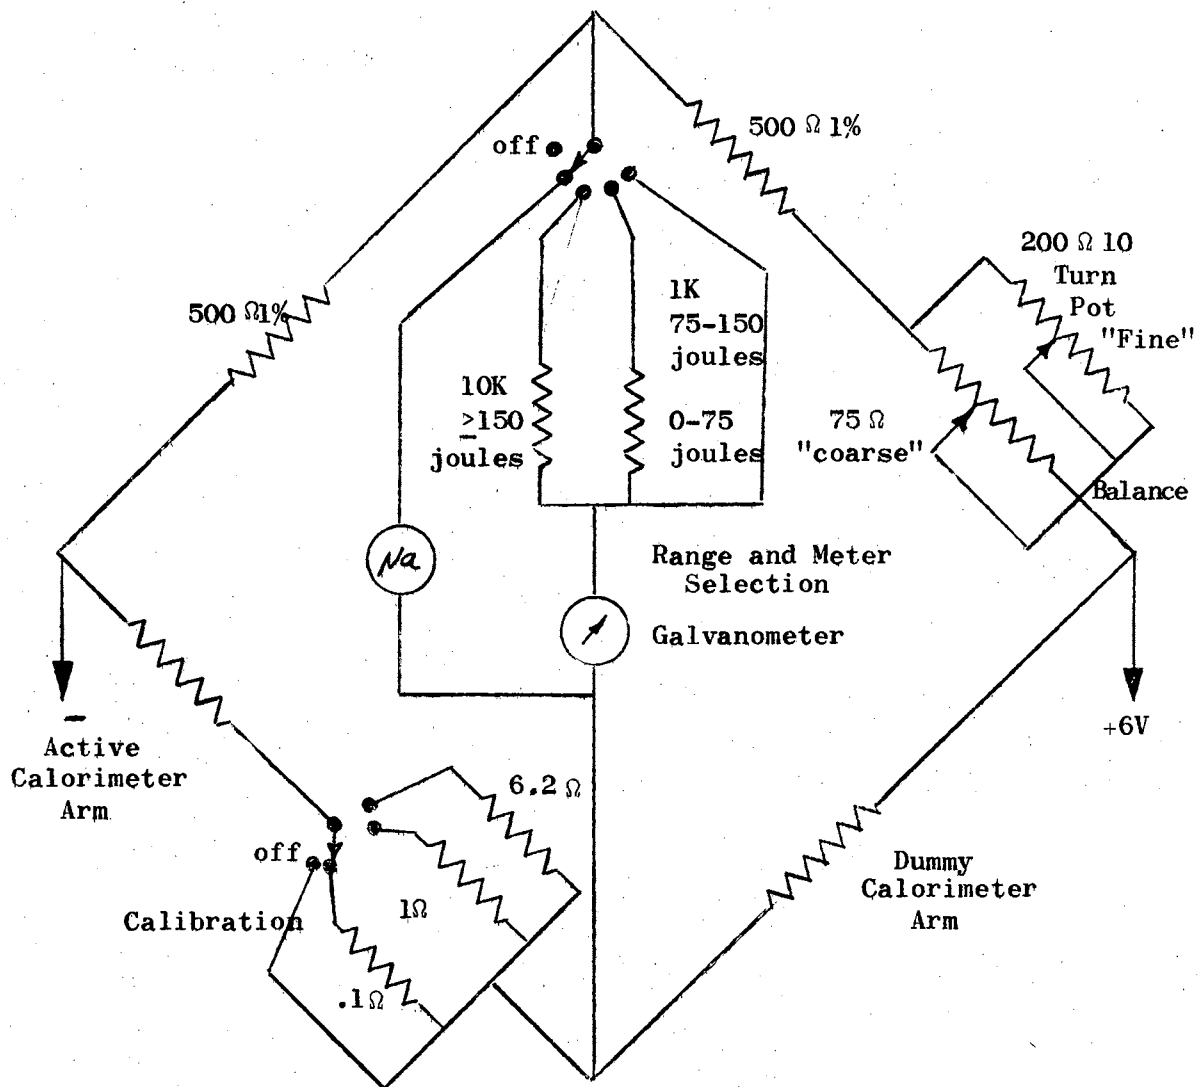 off
500 Ω 1%
200 Ω 10
Turn
Pot
"Fine"
500 Ω1%
1K
75-150
joules
10K
≥150
joules
0-75
joules
75 Ω
"coarse"
Balance
μa
Range and Meter
Selection
Galvanometer
−
Active
Calorimeter
Arm
+6V
6.2 Ω
off
Calibration
1Ω
.1Ω
Dummy
Calorimeter
Arm